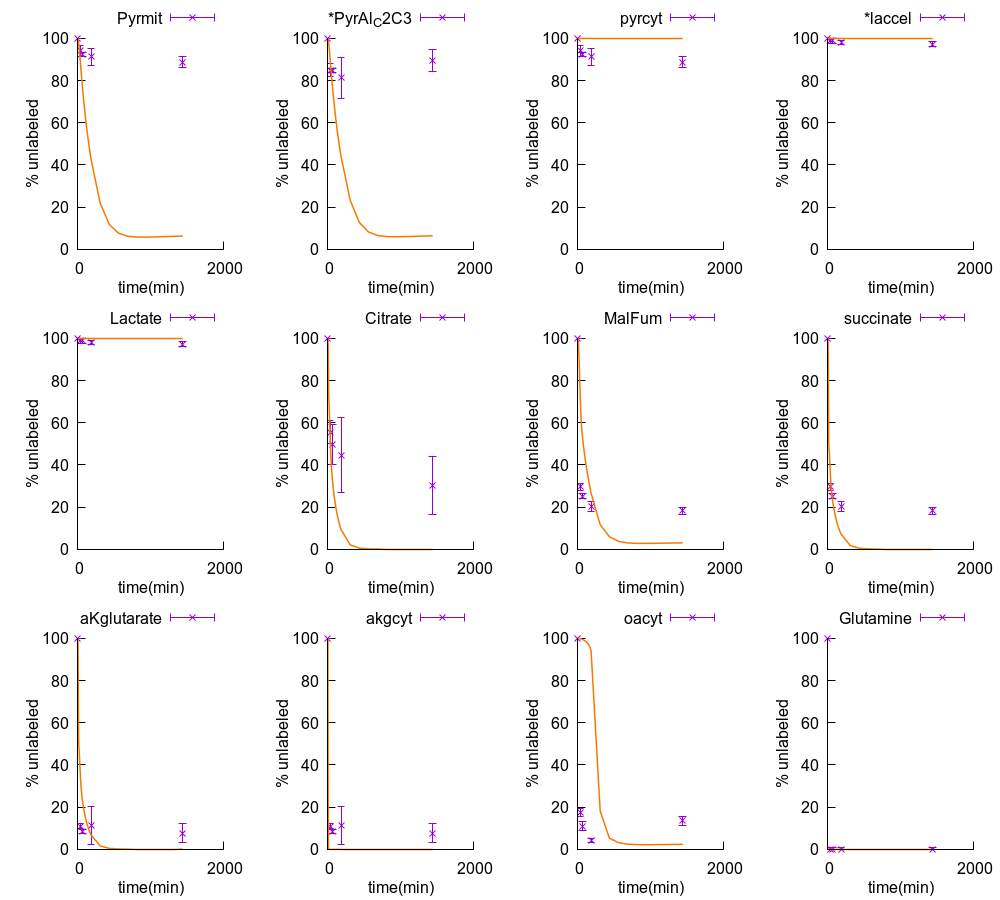 Pyrmit
100
80
60
40
20
0
% unlabeled
0 2000
time(min)
*PyrAlC2C3
100
80
60
40
20
0
% unlabeled
0 2000
time(min)
pyrcyt
100
80
60
40
20
0
% unlabeled
0 2000
time(min)
*laccel
100
80
60
40
20
0
% unlabeled
0 2000
time(min)
Lactate
100
80
60
40
20
0
% unlabeled
0 2000
time(min)
Citrate
100
80
60
40
20
0
% unlabeled
0 2000
time(min)
MalFum
100
80
60
40
20
0
% unlabeled
0 2000
time(min)
succinate
100
80
60
40
20
0
% unlabeled
0 2000
time(min)
aKglutarate
100
80
60
40
20
0
% unlabeled
0 2000
time(min)
akgcyt
100
80
60
40
20
0
% unlabeled
0 2000
time(min)
oacyt
100
80
60
40
20
0
% unlabeled
0 2000
time(min)
Glutamine
100
80
60
40
20
0
% unlabeled
0 2000
time(min)